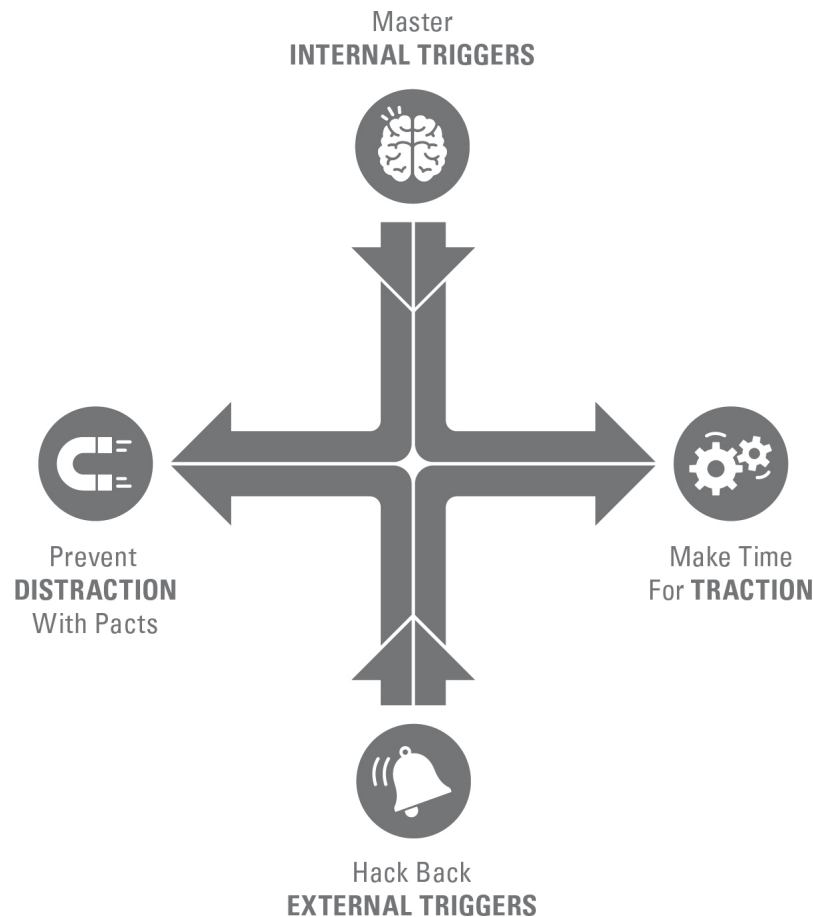 Master
INTERNAL TRIGGERS
Prevent
DISTRACTION
With Pacts
Make Time
For TRACTION
Hack Back
EXTERNAL TRIGGERS